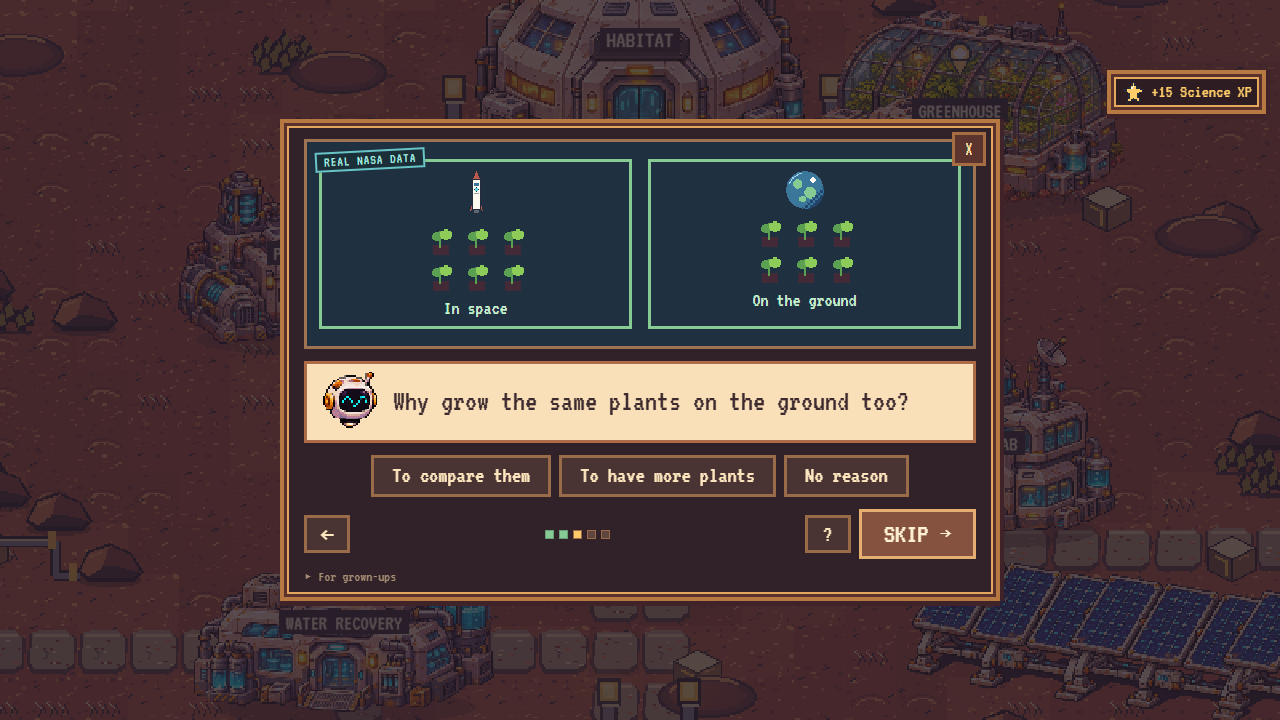 HABITAT
GREENHOUSE
+15 Science XP
REAL NASA DATA
X
In space
On the ground
Why grow the same plants on the ground too?
To compare them
To have more plants
No reason
AB
?
SKIP →
For grown-ups
WATER RECOVERY